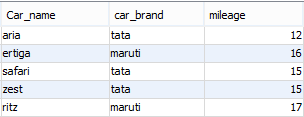 Car_name car_brand mileage
aria tata 12
ertiga maruti 16
safari tata 15
zest tata 15
ritz maruti 17